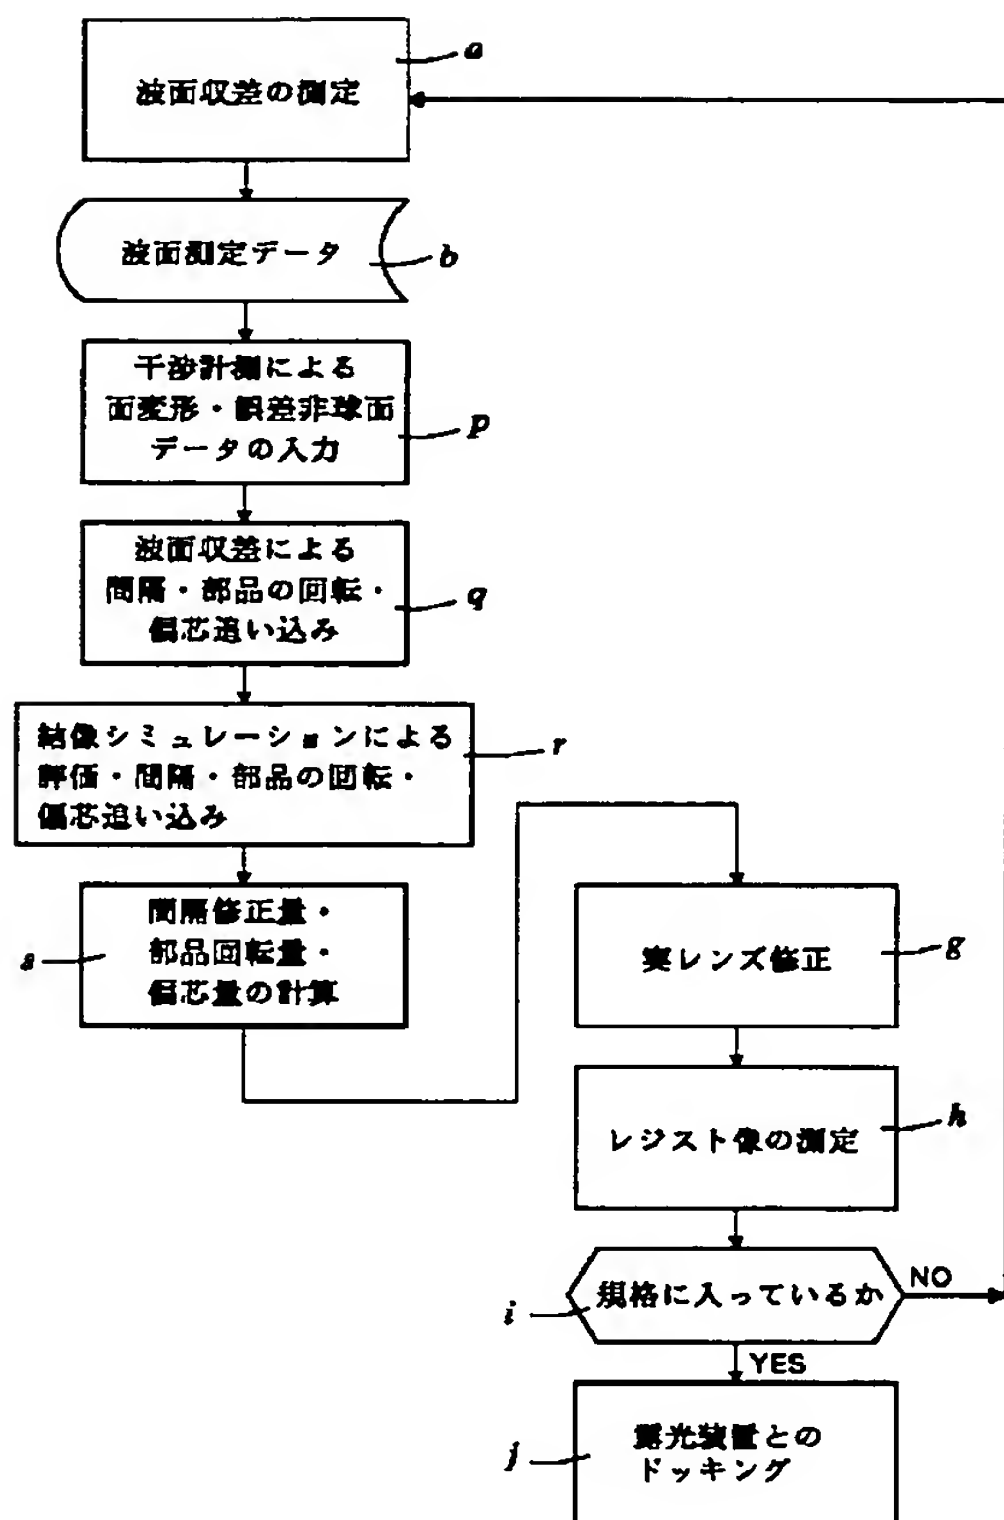 波面収差の測定
a
波面測定データ
b
干渉計測による
面変形・誤差非球面
データの入力
p
波面収差による
間隔・部品の回転・
偏芯追い込み
q
結像シミュレーションによる
評価・間隔・部品の回転・
偏芯追い込み
r
間隔修正量・
部品回転量・
偏芯量の計算
s
実レンズ修正
g
レジスト像の測定
h
規格に入っているか
i
NO
YES
露光装置との
ドッキング
j